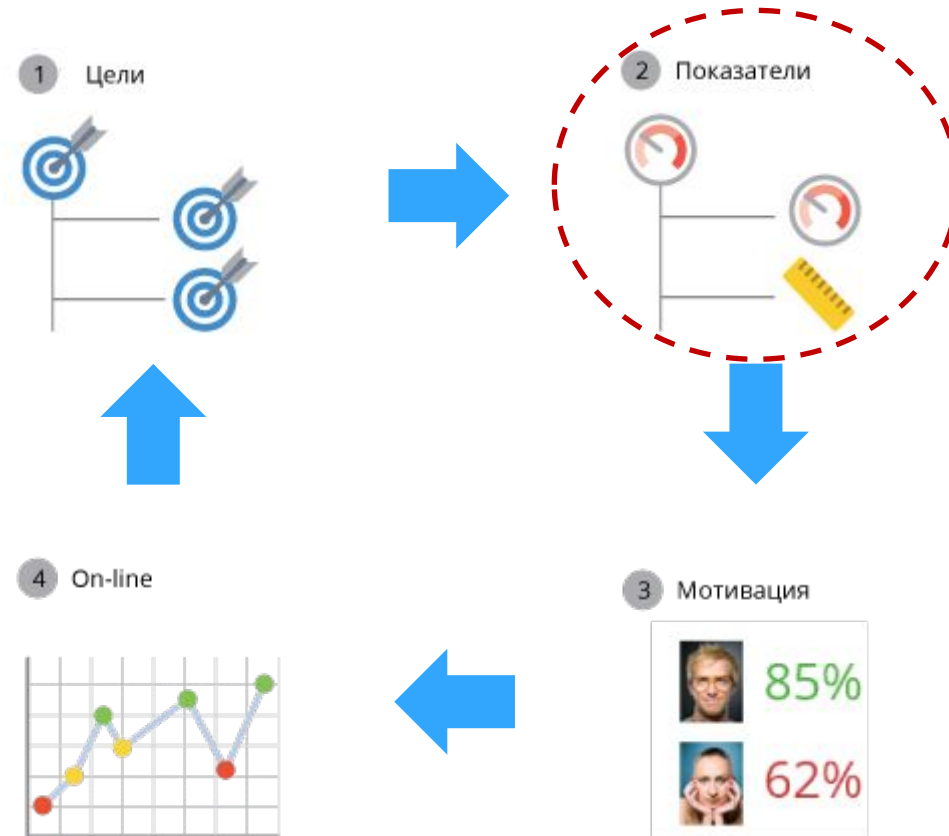 1 Цели
2 Показатели
4 On-line
3 Мотивация
85%
62%